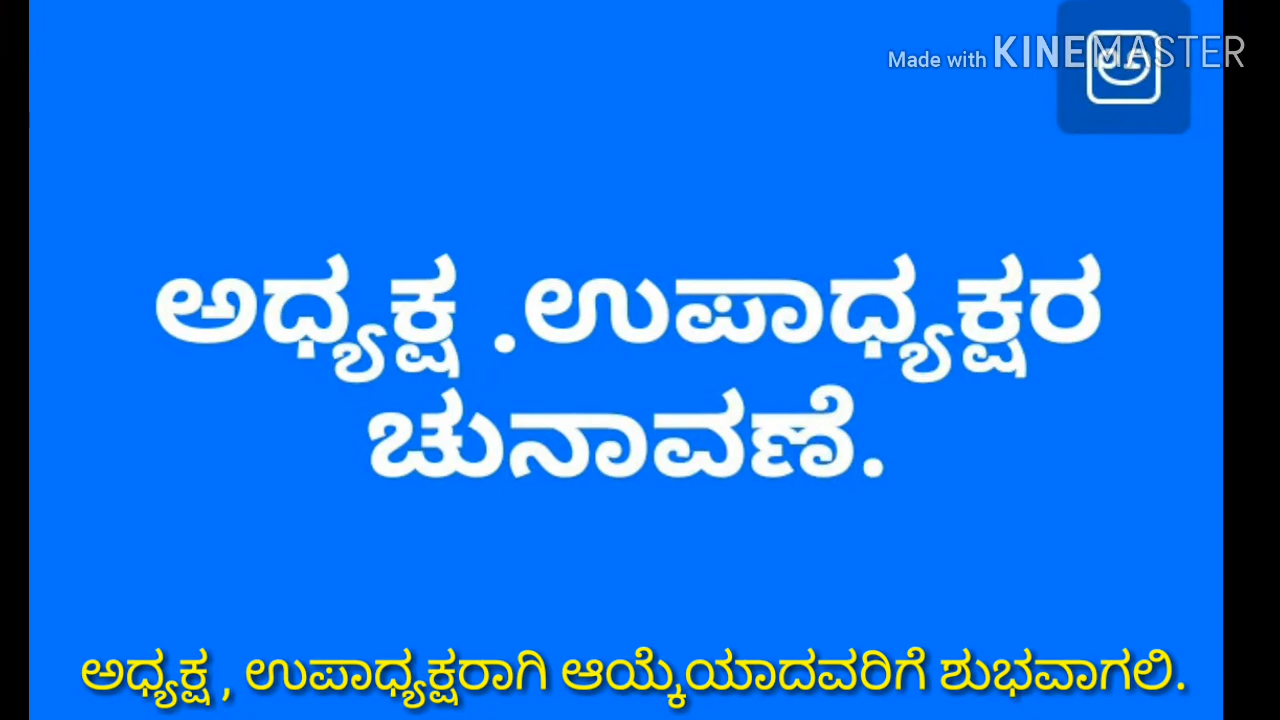 Made with KINEMASTER
ಅ
ಅಧ್ಯಕ್ಷ .ಉಪಾಧ್ಯಕ್ಷರ
ಚುನಾವಣೆ.
ಅಧ್ಯಕ್ಷ , ಉಪಾಧ್ಯಕ್ಷರಾಗಿ ಆಯ್ಕೆಯಾದವರಿಗೆ ಶುಭವಾಗಲಿ.